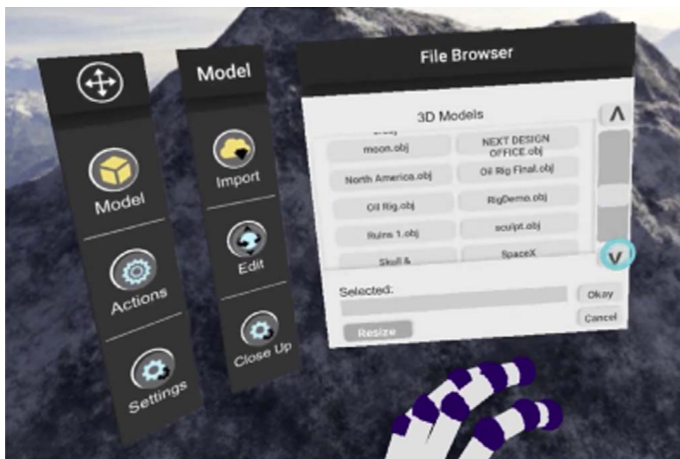 Model
Actions
Settings
Model
Import
Edit
Close Up
File Browser
3D Models
moon.obj
NEXT DESIGN
OFFICE.obj
North America.obj
Oil Rig Final.obj
Oil Rig.obj
RigDemo.obj
Ruins 1.obj
sculpt.obj
Skull &
SpaceX
Selected:
Okay
Resize
Cancel